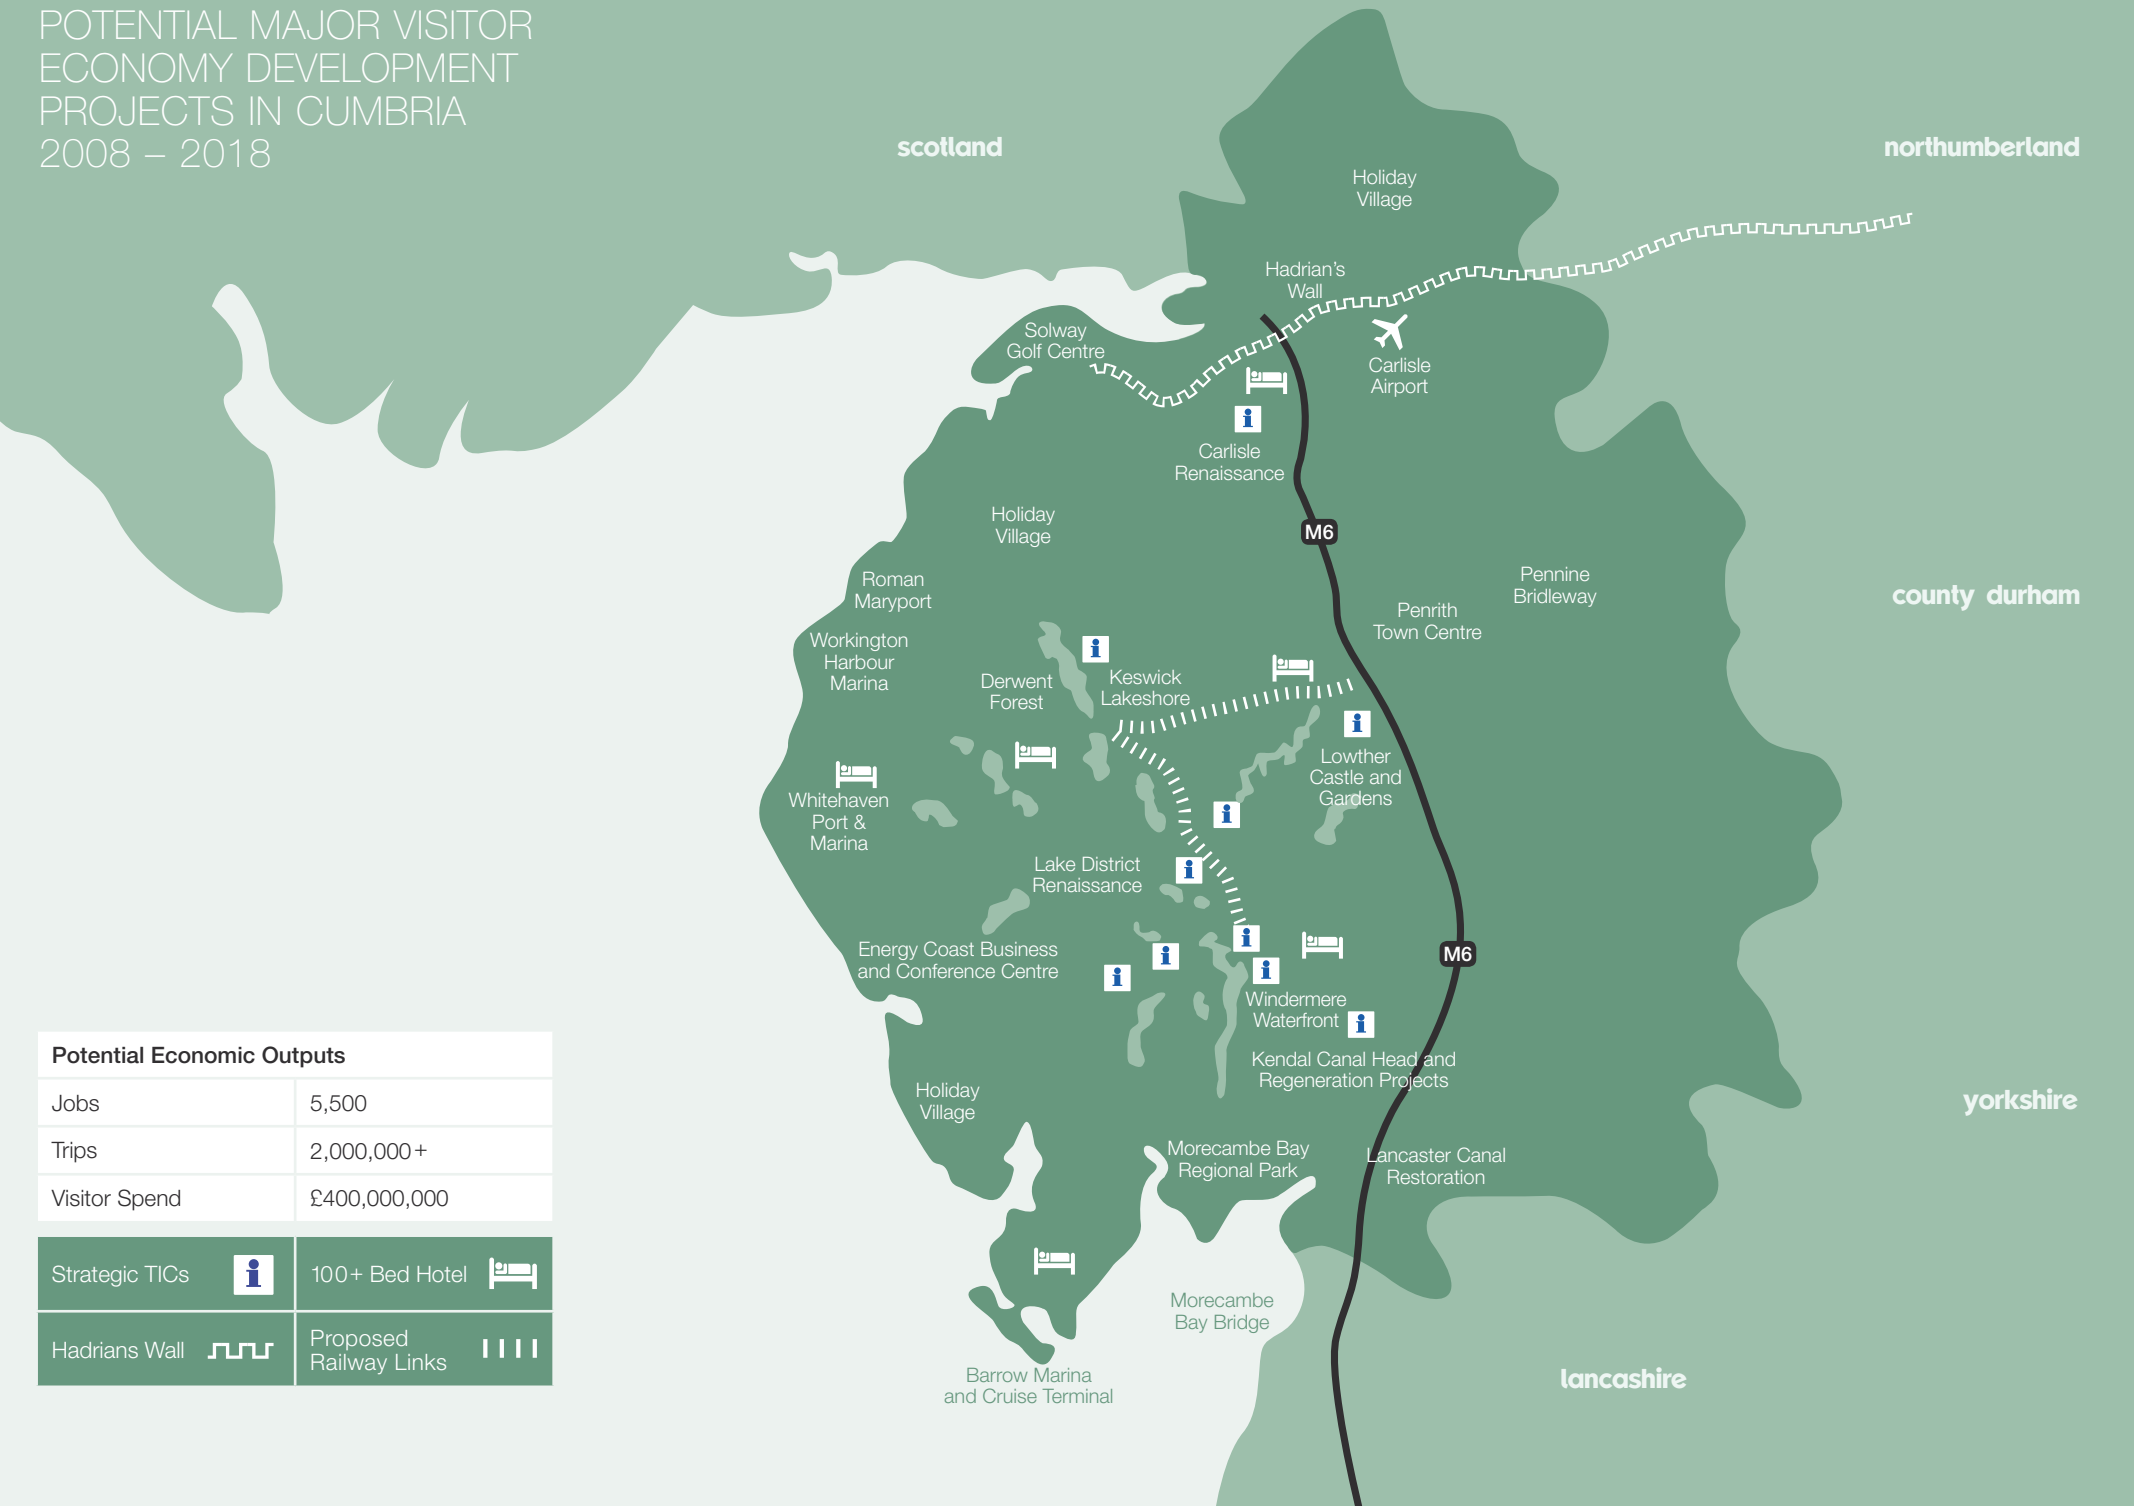 POTENTIAL MAJOR VISITOR
ECONOMY DEVELOPMENT
PROJECTS IN CUMBRIA
2008 – 2018
scotland
northumberland
Holiday
Village
Hadrian's
Wall
Solway
Golf Centre
Carlisle
Airport
Carlisle
Renaissance
Holiday
Village
M6
Roman
Maryport
Pennine
Bridleway
county durham
Penrith
Town Centre
Workington
Harbour
Marina
Derwent
Forest
Keswick
Lakeshore
Lowther
Castle and
Gardens
Whitehaven
Port &
Marina
Lake District
Renaissance
Energy Coast Business
and Conference Centre
M6
Windermere
Waterfront
Kendal Canal Head and
Regeneration Projects
Holiday
Village
yorkshire
Morecambe Bay
Regional Park
Lancaster Canal
Restoration
Morecambe
Bay Bridge
Barrow Marina
and Cruise Terminal
lancashire
Potential Economic Outputs
Jobs 5,500
Trips 2,000,000+
Visitor Spend £400,000,000
Strategic TICs
100+ Bed Hotel
Hadrians Wall
Proposed
Railway Links